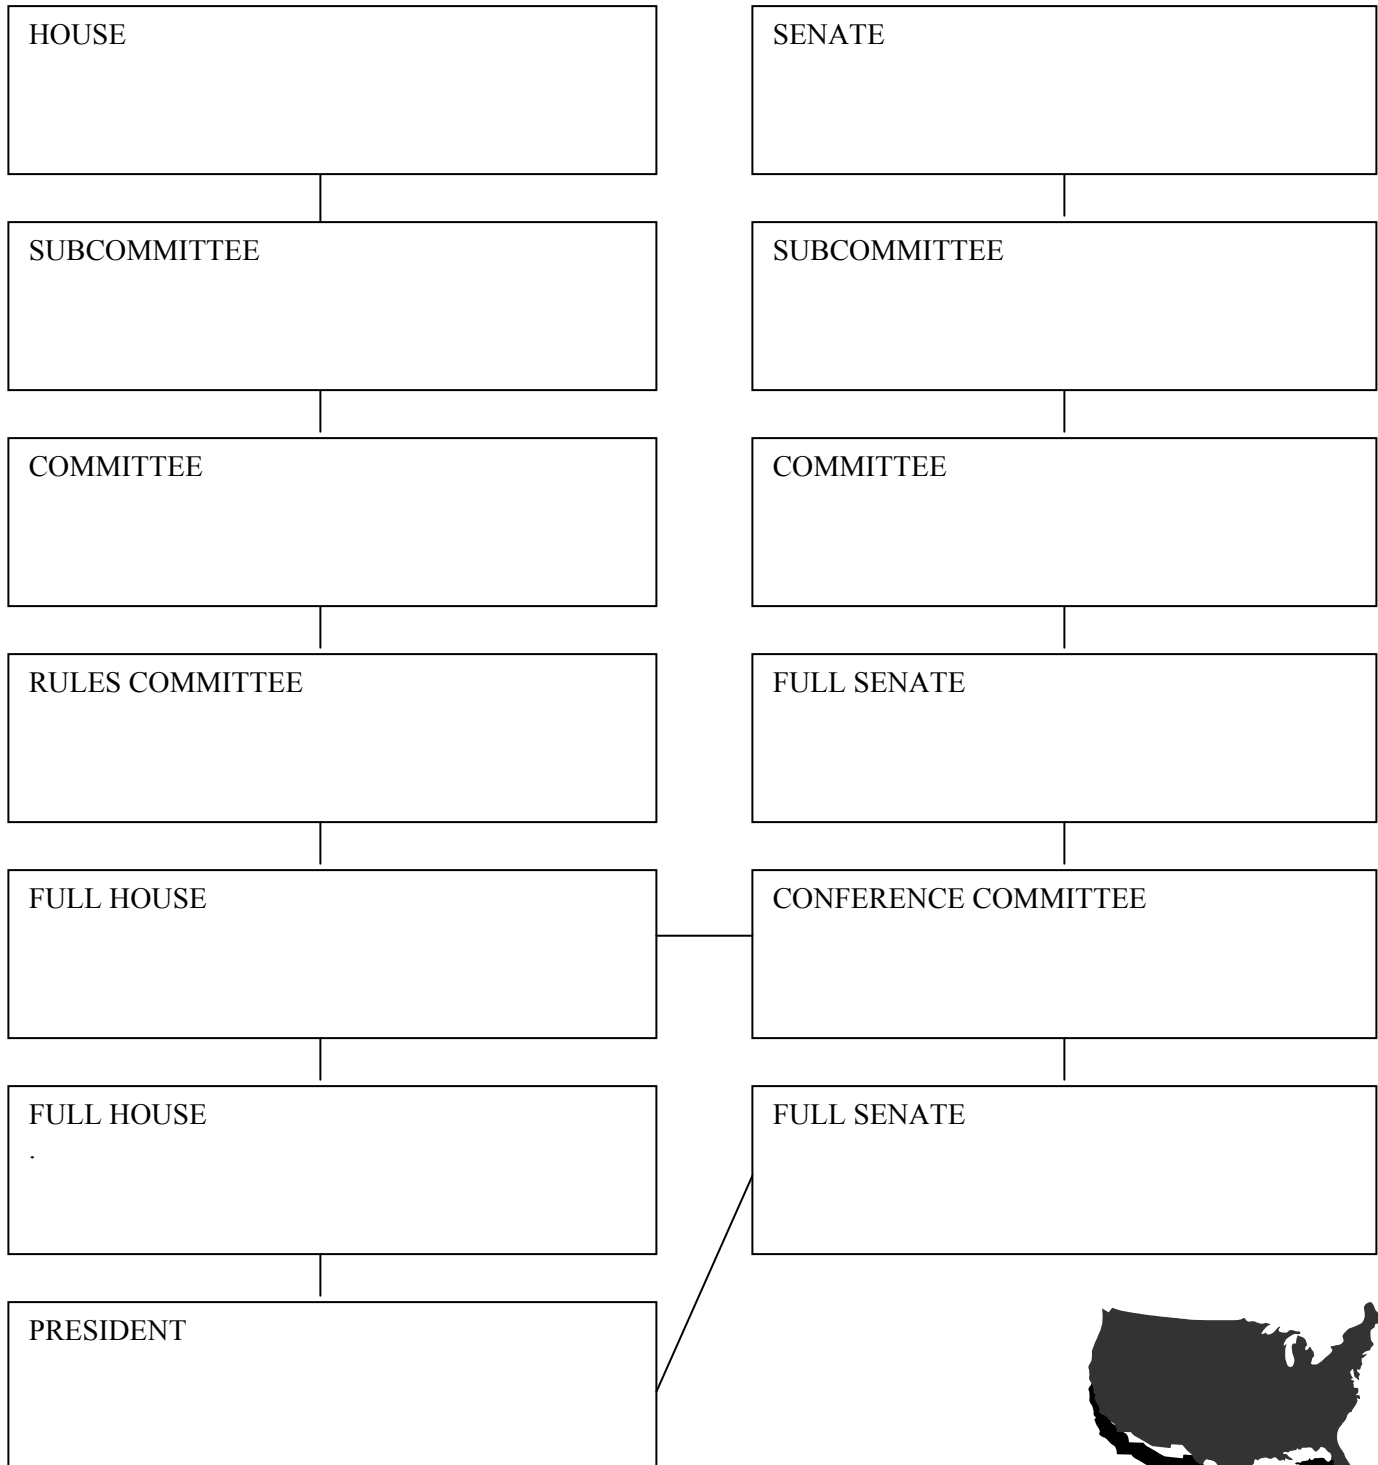 HOUSE
SENATE
SUBCOMMITTEE
SUBCOMMITTEE
COMMITTEE
COMMITTEE
RULES COMMITTEE
FULL SENATE
FULL HOUSE
CONFERENCE COMMITTEE
FULL HOUSE
.
FULL SENATE
PRESIDENT